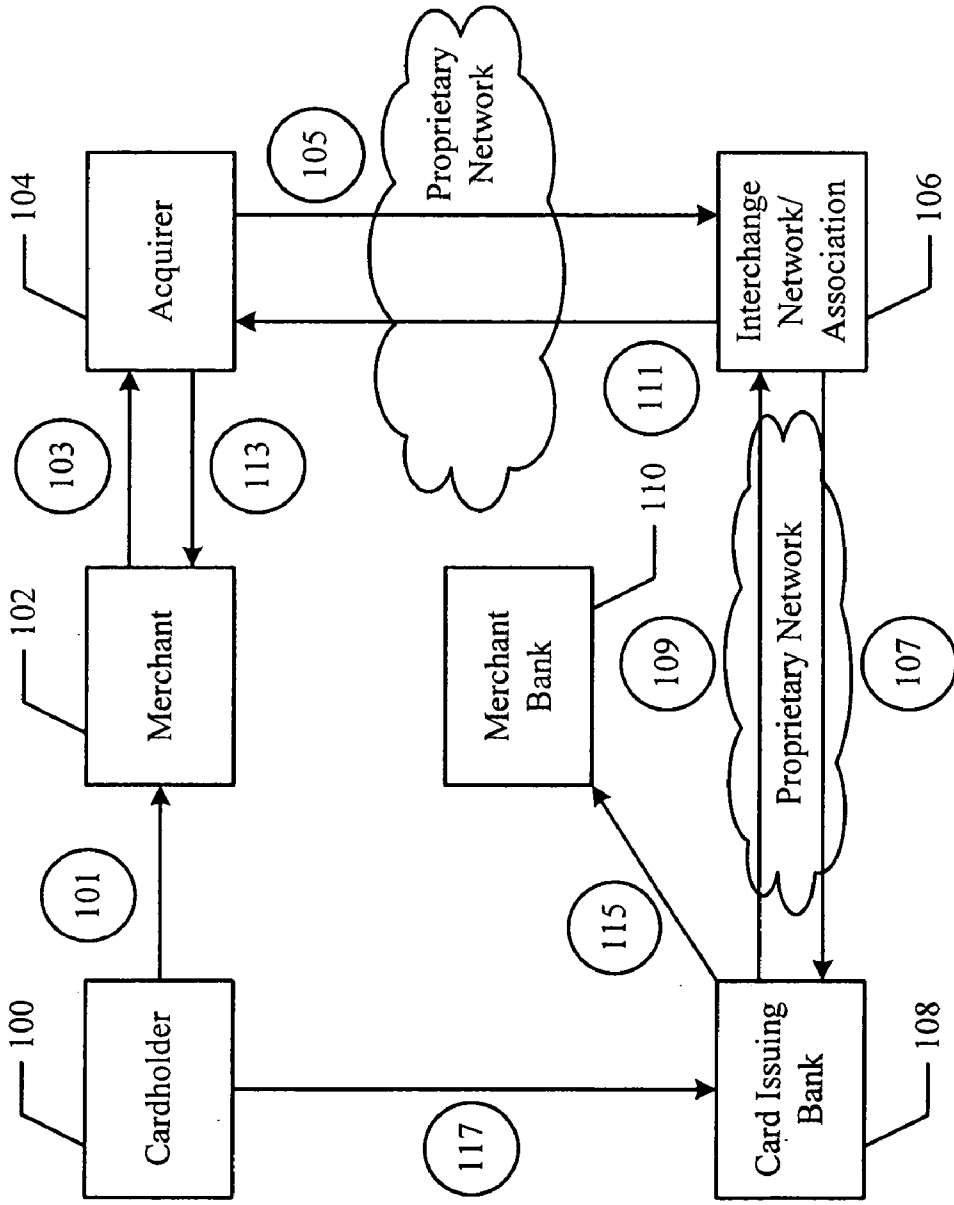 100
102
104
Cardholder
101
Merchant
103
113
Acquirer
105
Proprietary
Network
117
115
Merchant
Bank
110
109
111
Card Issuing
Bank
Proprietary Network
Interchange
Network/
Association
108
107
106